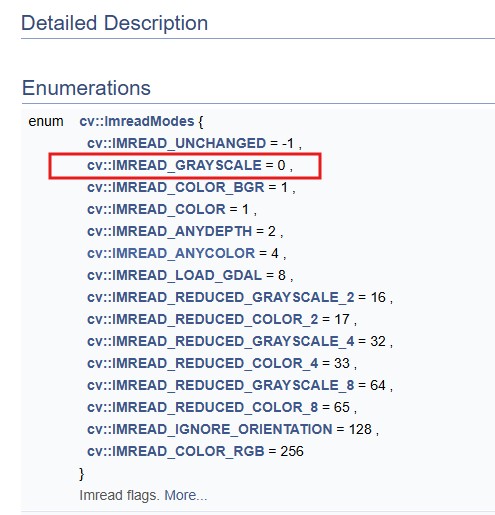 Detailed Description
Enumerations
enum cv::ImreadModes {
cv::IMREAD_UNCHANGED = -1 ,
cv::IMREAD_GRAYSCALE = 0 ,
cv::IMREAD_COLOR_BGR = 1 ,
cv::IMREAD_COLOR = 1 ,
cv::IMREAD_ANYDEPTH = 2 ,
cv::IMREAD_ANYCOLOR = 4 ,
cv::IMREAD_LOAD_GDAL = 8 ,
cv::IMREAD_REDUCED_GRAYSCALE_2 = 16 ,
cv::IMREAD_REDUCED_COLOR_2 = 17 ,
cv::IMREAD_REDUCED_GRAYSCALE_4 = 32 ,
cv::IMREAD_REDUCED_COLOR_4 = 33 ,
cv::IMREAD_REDUCED_GRAYSCALE_8 = 64 ,
cv::IMREAD_REDUCED_COLOR_8 = 65 ,
cv::IMREAD_IGNORE_ORIENTATION = 128 ,
cv::IMREAD_COLOR_RGB = 256
}
Imread flags. More...